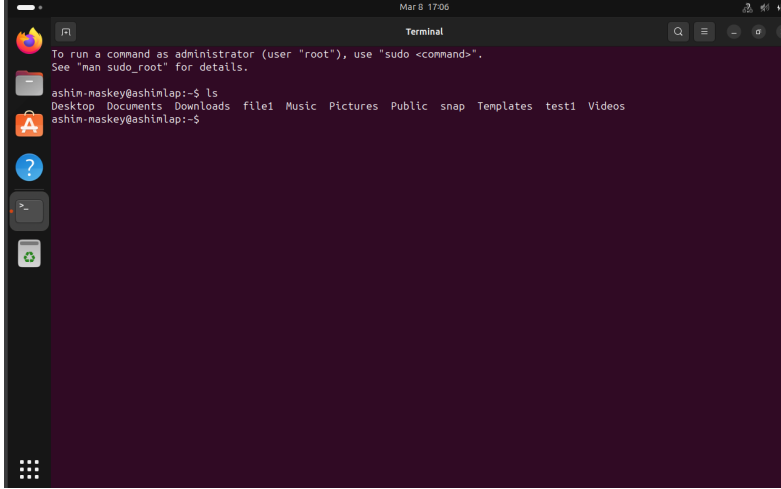 Mar 8 17:06
Terminal
To run a command as administrator (user "root"), use "sudo <command>".
See "man sudo_root" for details.
ashim-maskey@ashimlap:~$ ls
Desktop Documents Downloads file1 Music Pictures Public snap Templates test1 Videos
ashim-maskey@ashimlap:~$